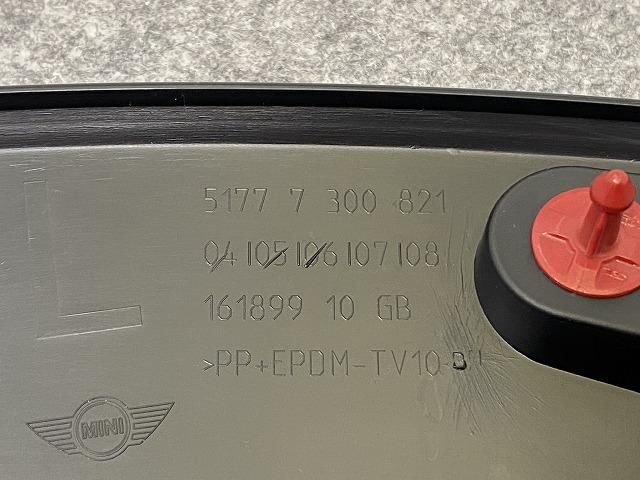 L
5177 7 300 821
04 105 106 107 108
161899 10 GB
>PP+EPDM-TV10
MINI